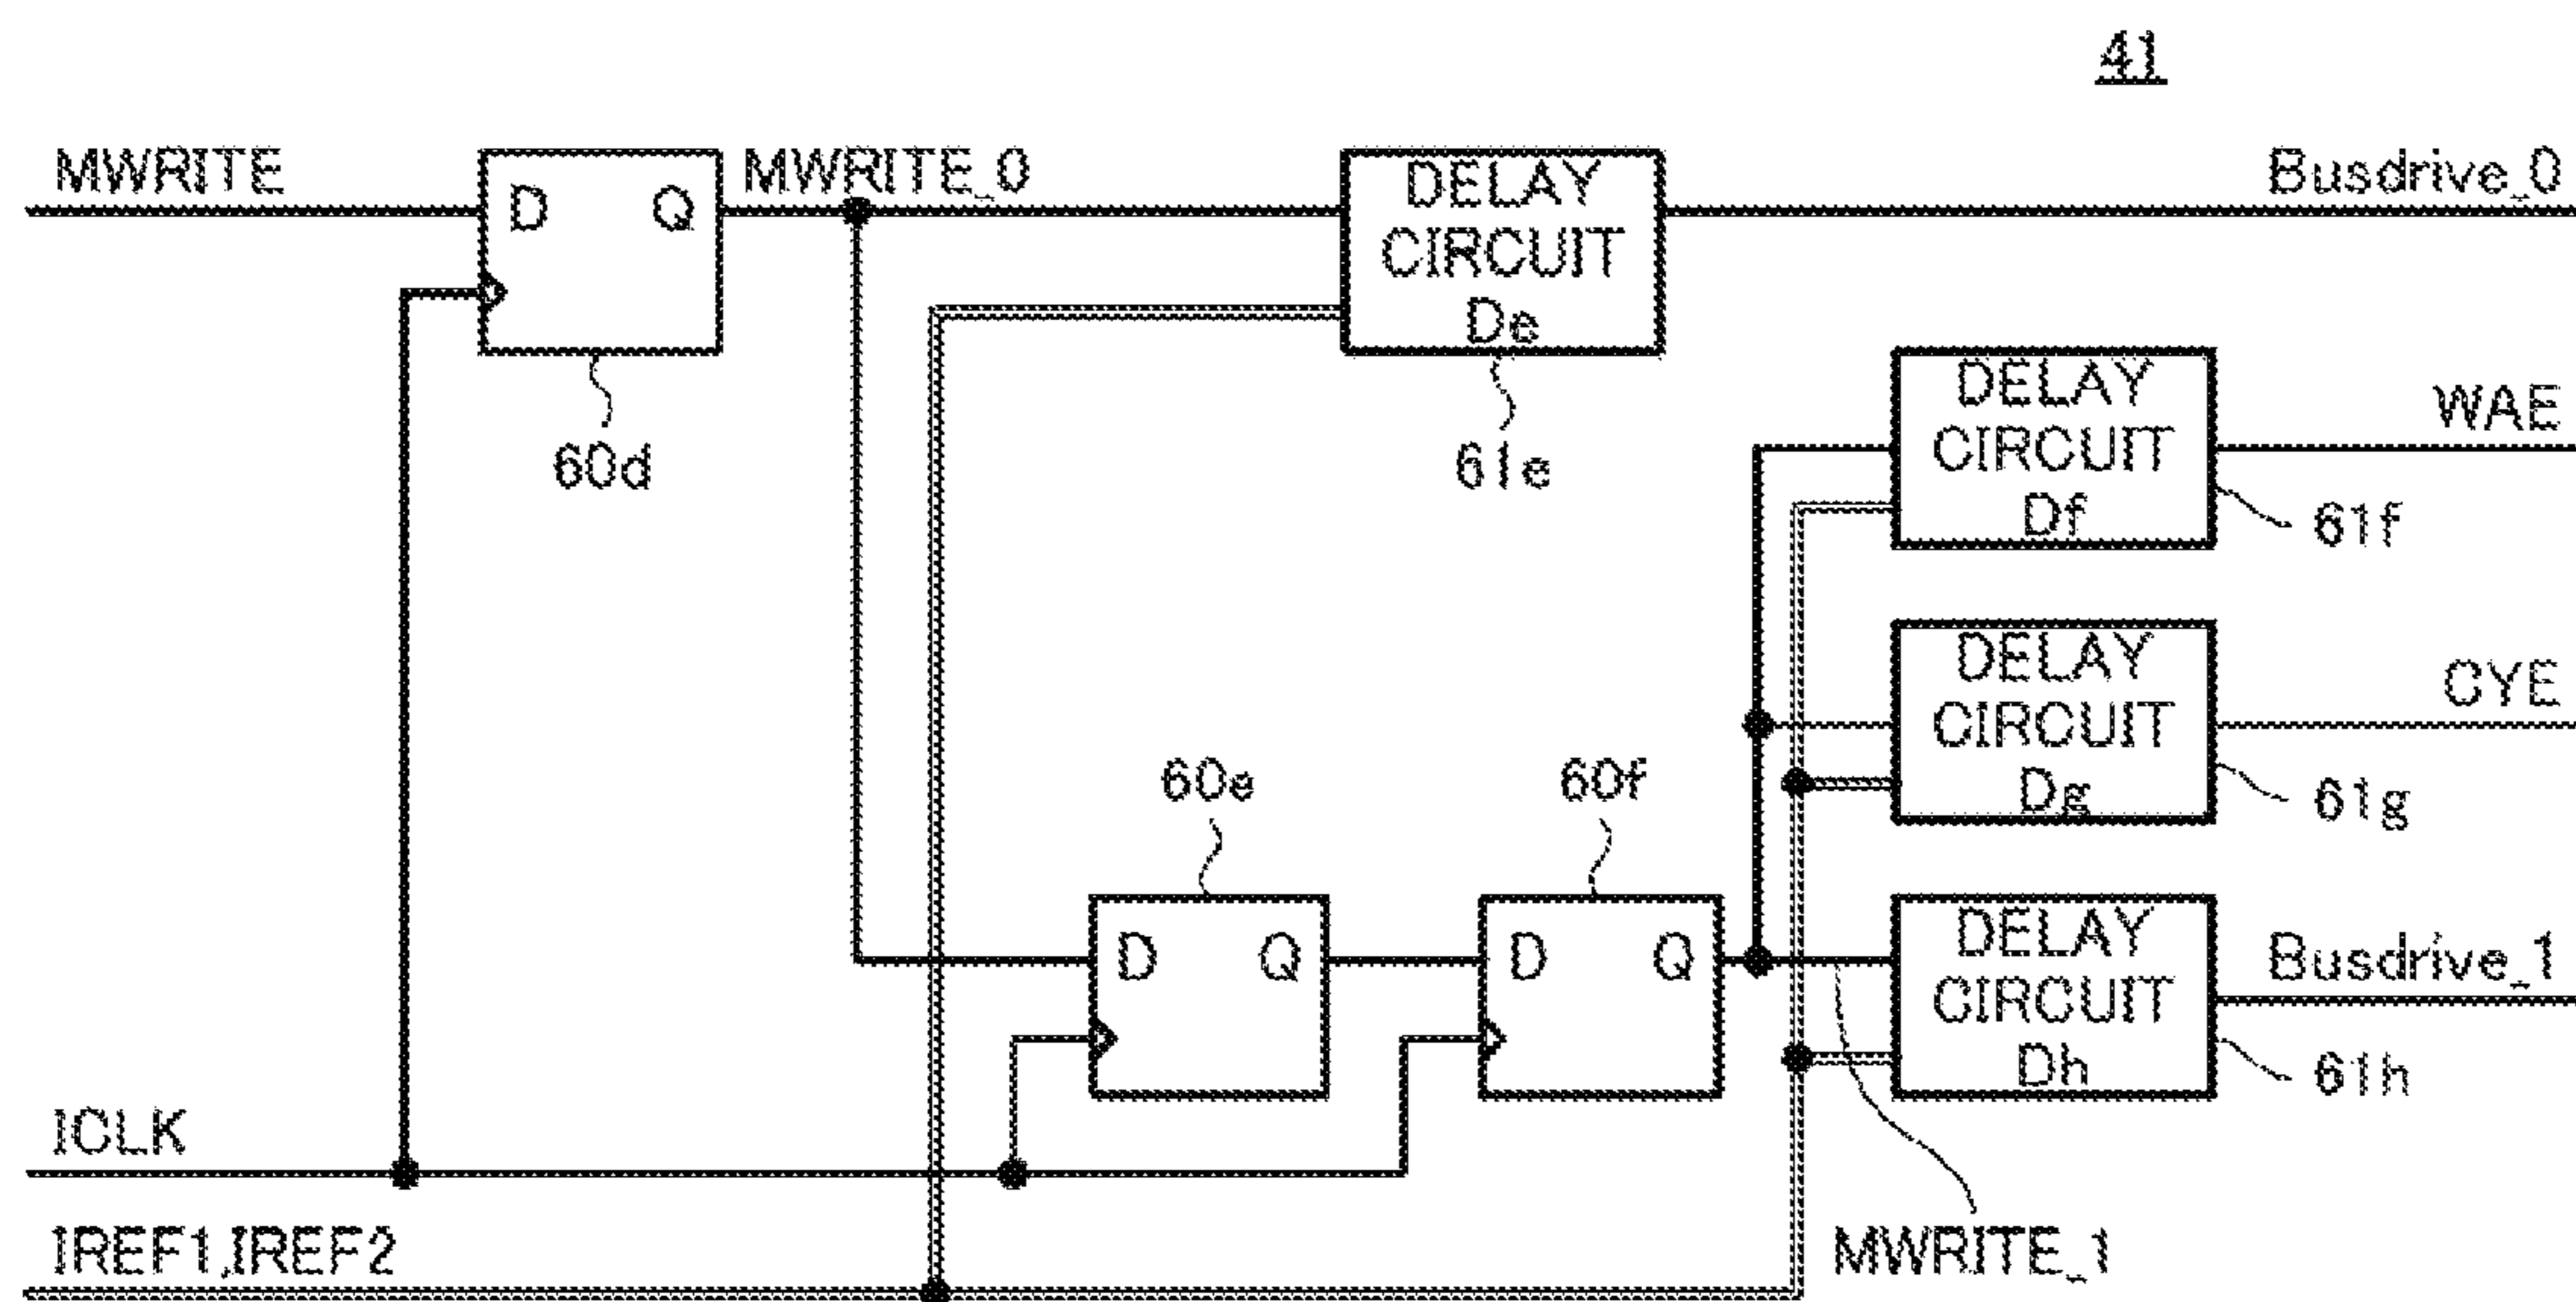 41
MWRITE
D Q
MWRITE_0
DELAY
CIRCUIT
De
Busdrive_0
60d
61e
DELAY
CIRCUIT
Df
WAE
61f
DELAY
CIRCUIT
Dg
CYE
61g
60e
60f
D Q
D Q
DELAY
CIRCUIT
Dh
Busdrive_1
61h
ICLK
MWRITE_1
IREF1,IREF2